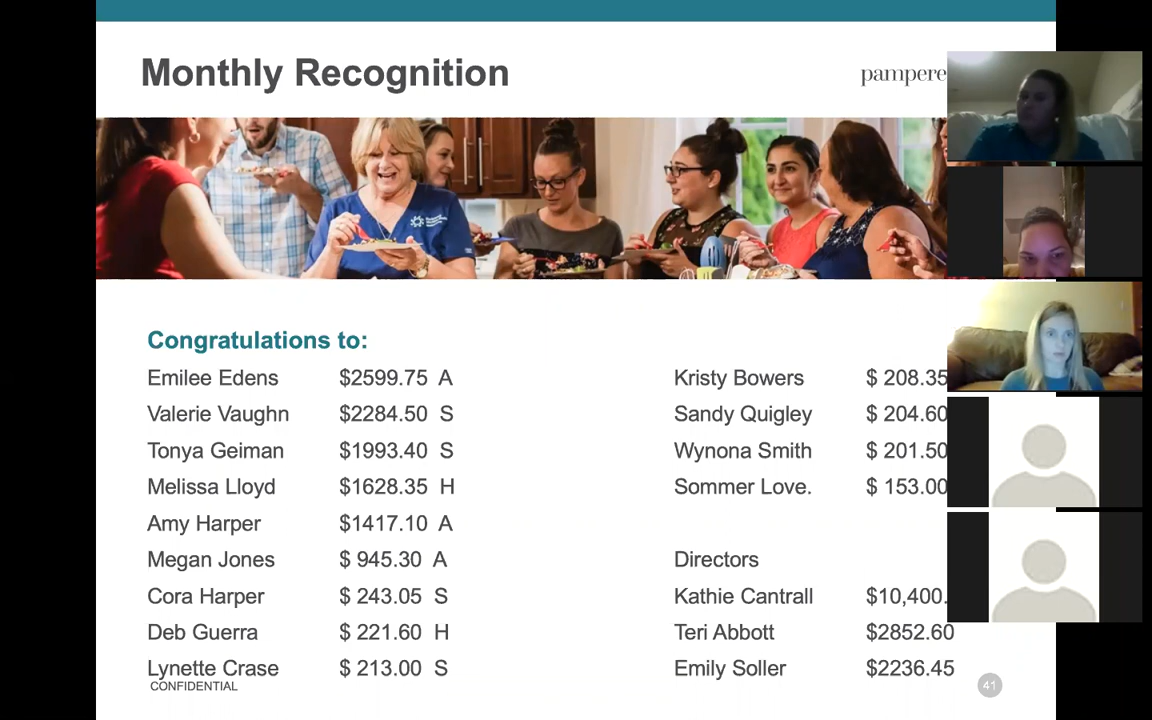 Monthly Recognition
pampere
Congratulations to:
Emilee Edens $2599.75 A
Valerie Vaughn $2284.50 S
Tonya Geiman $1993.40 S
Melissa Lloyd $1628.35 H
Amy Harper $1417.10 A
Megan Jones $ 945.30 A
Cora Harper $ 243.05 S
Deb Guerra $ 221.60 H
Lynette Crase $ 213.00 S
Kristy Bowers $ 208.35
Sandy Quigley $ 204.60
Wynona Smith $ 201.50
Sommer Love. $ 153.00
Directors
Kathie Cantrall $10,400.
Teri Abbott $2852.60
Emily Soller $2236.45
CONFIDENTIAL
41